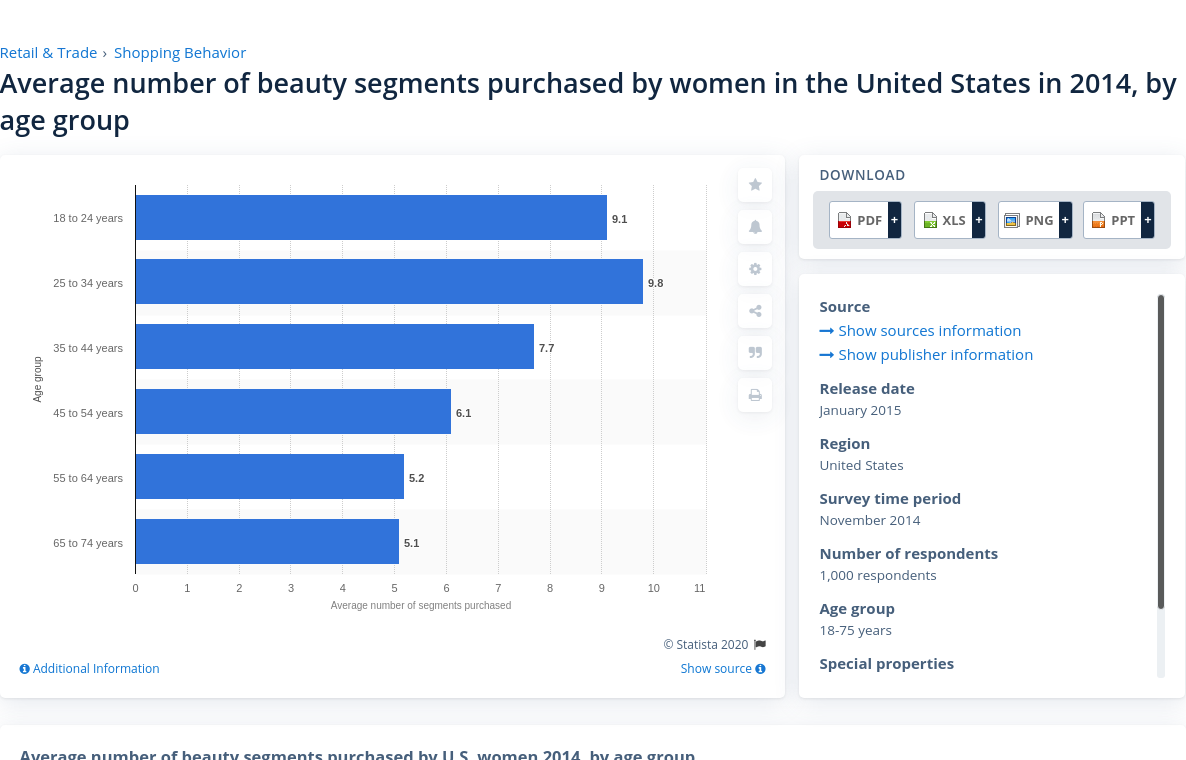 Retail & Trade › Shopping Behavior
Average number of beauty segments purchased by women in the United States in 2014, by
age group
18 to 24 years 9.1
25 to 34 years 9.8
35 to 44 years 7.7
45 to 54 years 6.1
55 to 64 years 5.2
65 to 74 years 5.1
Age group
0 1 2 3 4 5 6 7 8 9 10 11
Average number of segments purchased
© Statista 2020
Additional Information
Show source
DOWNLOAD
PDF + XLS + PNG + PPT +
Source
Show sources information
Show publisher information
Release date
January 2015
Region
United States
Survey time period
November 2014
Number of respondents
1,000 respondents
Age group
18-75 years
Special properties
Average number of beauty segments purchased by U.S. women 2014, by age group